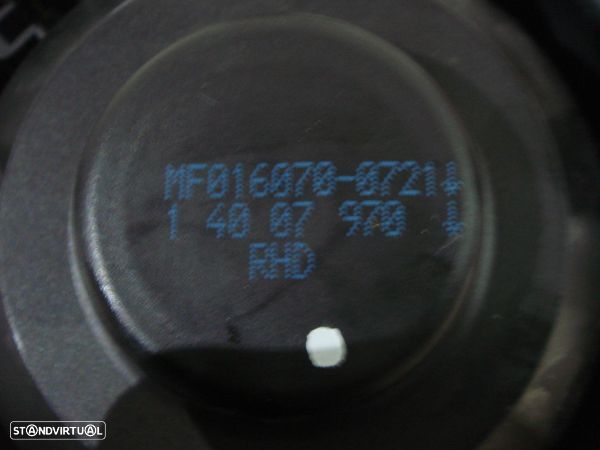 MF016070-0721↓
1 40 07 970 ↓
RHD
STANDVIRTUAL